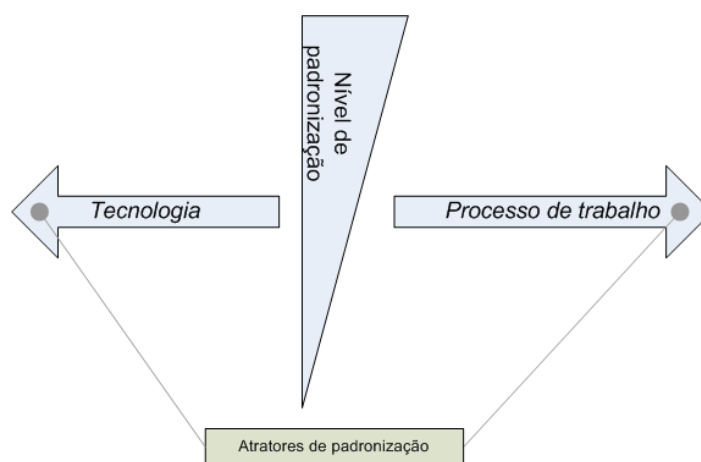 Nível de
padronização
Tecnologia
Processo de trabalho
Atratores de padronização